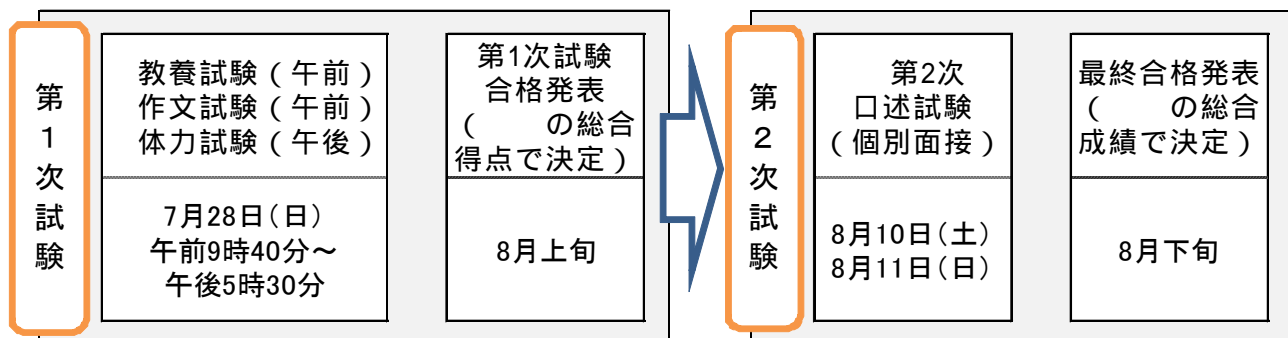 第1次試験
教養試験（午前）
作文試験（午前）
体力試験（午後）
7月28日（日）
午前9時40分～
午後5時30分
第1次試験
合格発表
（　　の総合
得点で決定）
8月上旬
第2次試験
第2次
口述試験
（個別面接）
8月10日（土）
8月11日（日）
最終合格発表
（　　の総合
成績で決定）
8月下旬